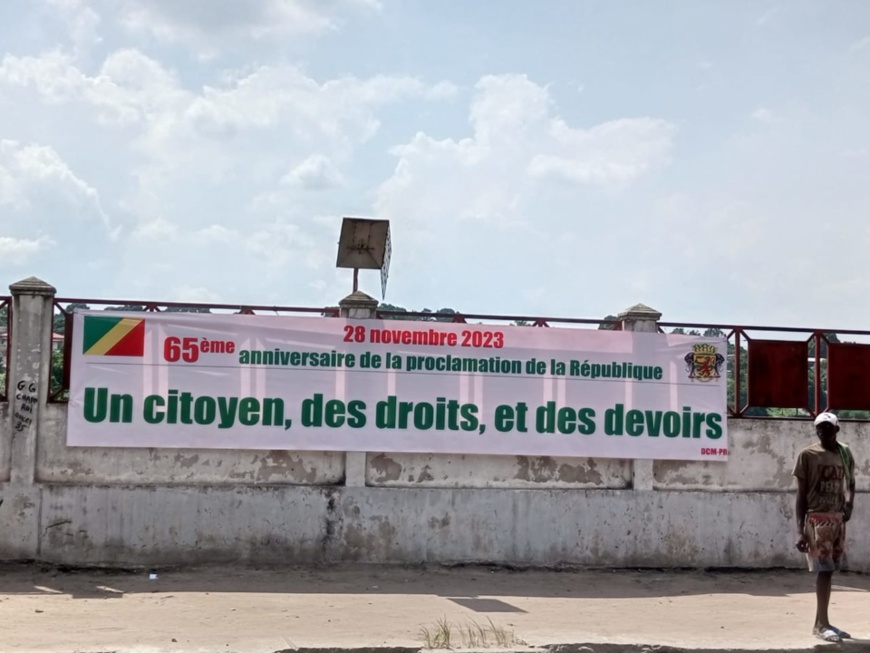 28 novembre 2023
65ème anniversaire de la proclamation de la République
Un citoyen, des droits, et des devoirs
DCM-PR